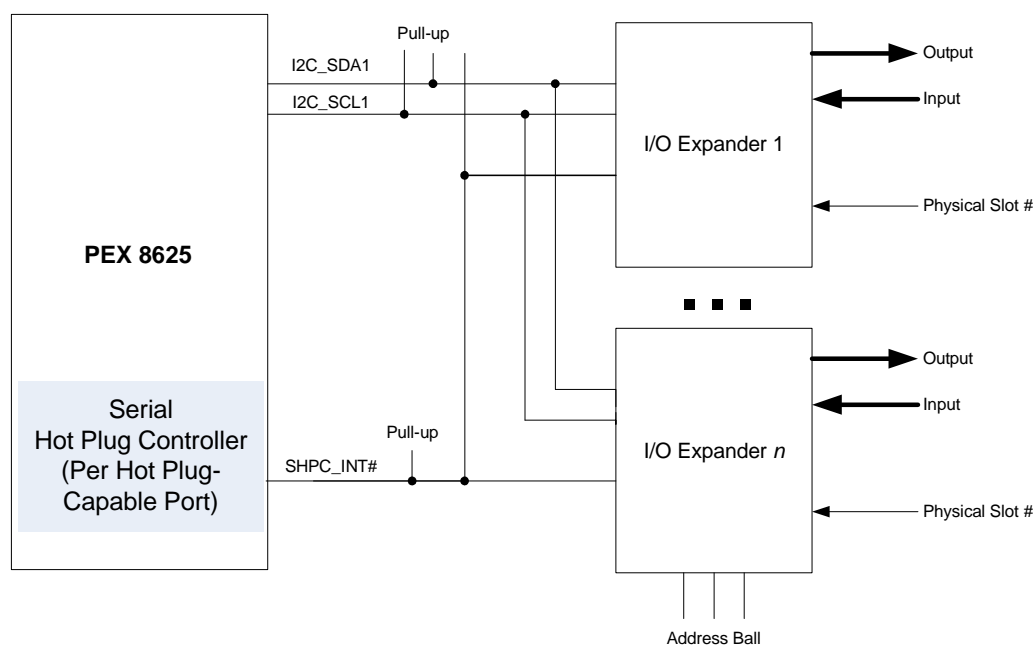 Pull-up
I2C_SDA1
I2C_SCL1
Output
Input
I/O Expander 1
Physical Slot #
PEX 8625
Serial
Hot Plug Controller
(Per Hot Plug-
Capable Port)
Pull-up
SHPC_INT#
Output
Input
I/O Expander n
Physical Slot #
Address Ball